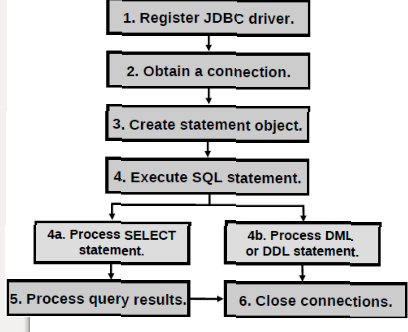 1. Register JDBC driver.
2. Obtain a connection.
3. Create statement object.
4. Execute SQL statement.
4a. Process SELECT
statement.
4b. Process DML
or DDL statement.
5. Process query results.
6. Close connections.